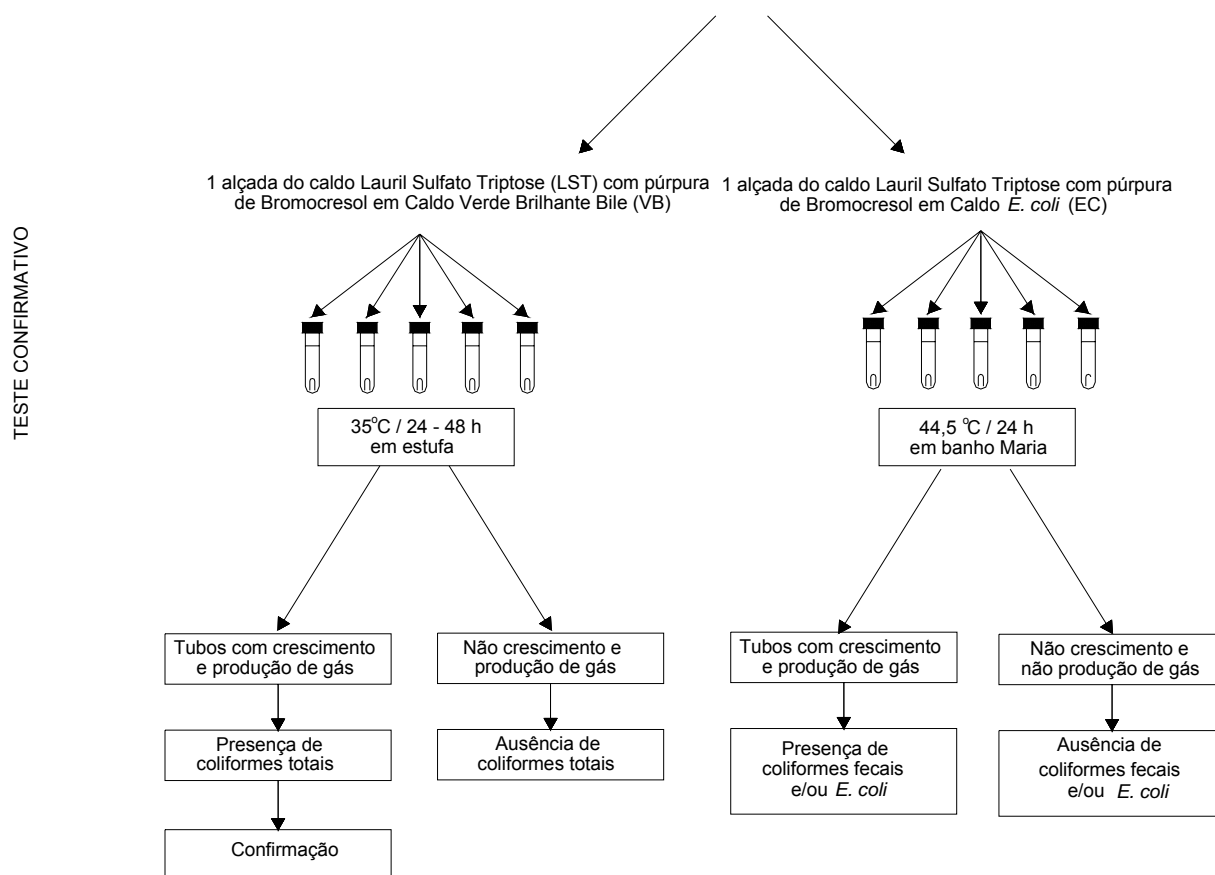 TESTE CONFIRMATIVO
1 alçada do caldo Lauril Sulfato Triptose (LST) com púrpura
de Bromocresol em Caldo Verde Brilhante Bile (VB)
1 alçada do caldo Lauril Sulfato Triptose com púrpura
de Bromocresol em Caldo E. coli (EC)
35°C / 24 - 48 h
em estufa
44,5 °C / 24 h
em banho Maria
Tubos com crescimento
e produção de gás
Não crescimento e
produção de gás
Tubos com crescimento
e produção de gás
Não crescimento e
não produção de gás
Presença de
coliformes totais
Ausência de
coliformes totais
Presença de
coliformes fecais
e/ou E. coli
Ausência de
coliformes fecais
e/ou E. coli
Confirmação